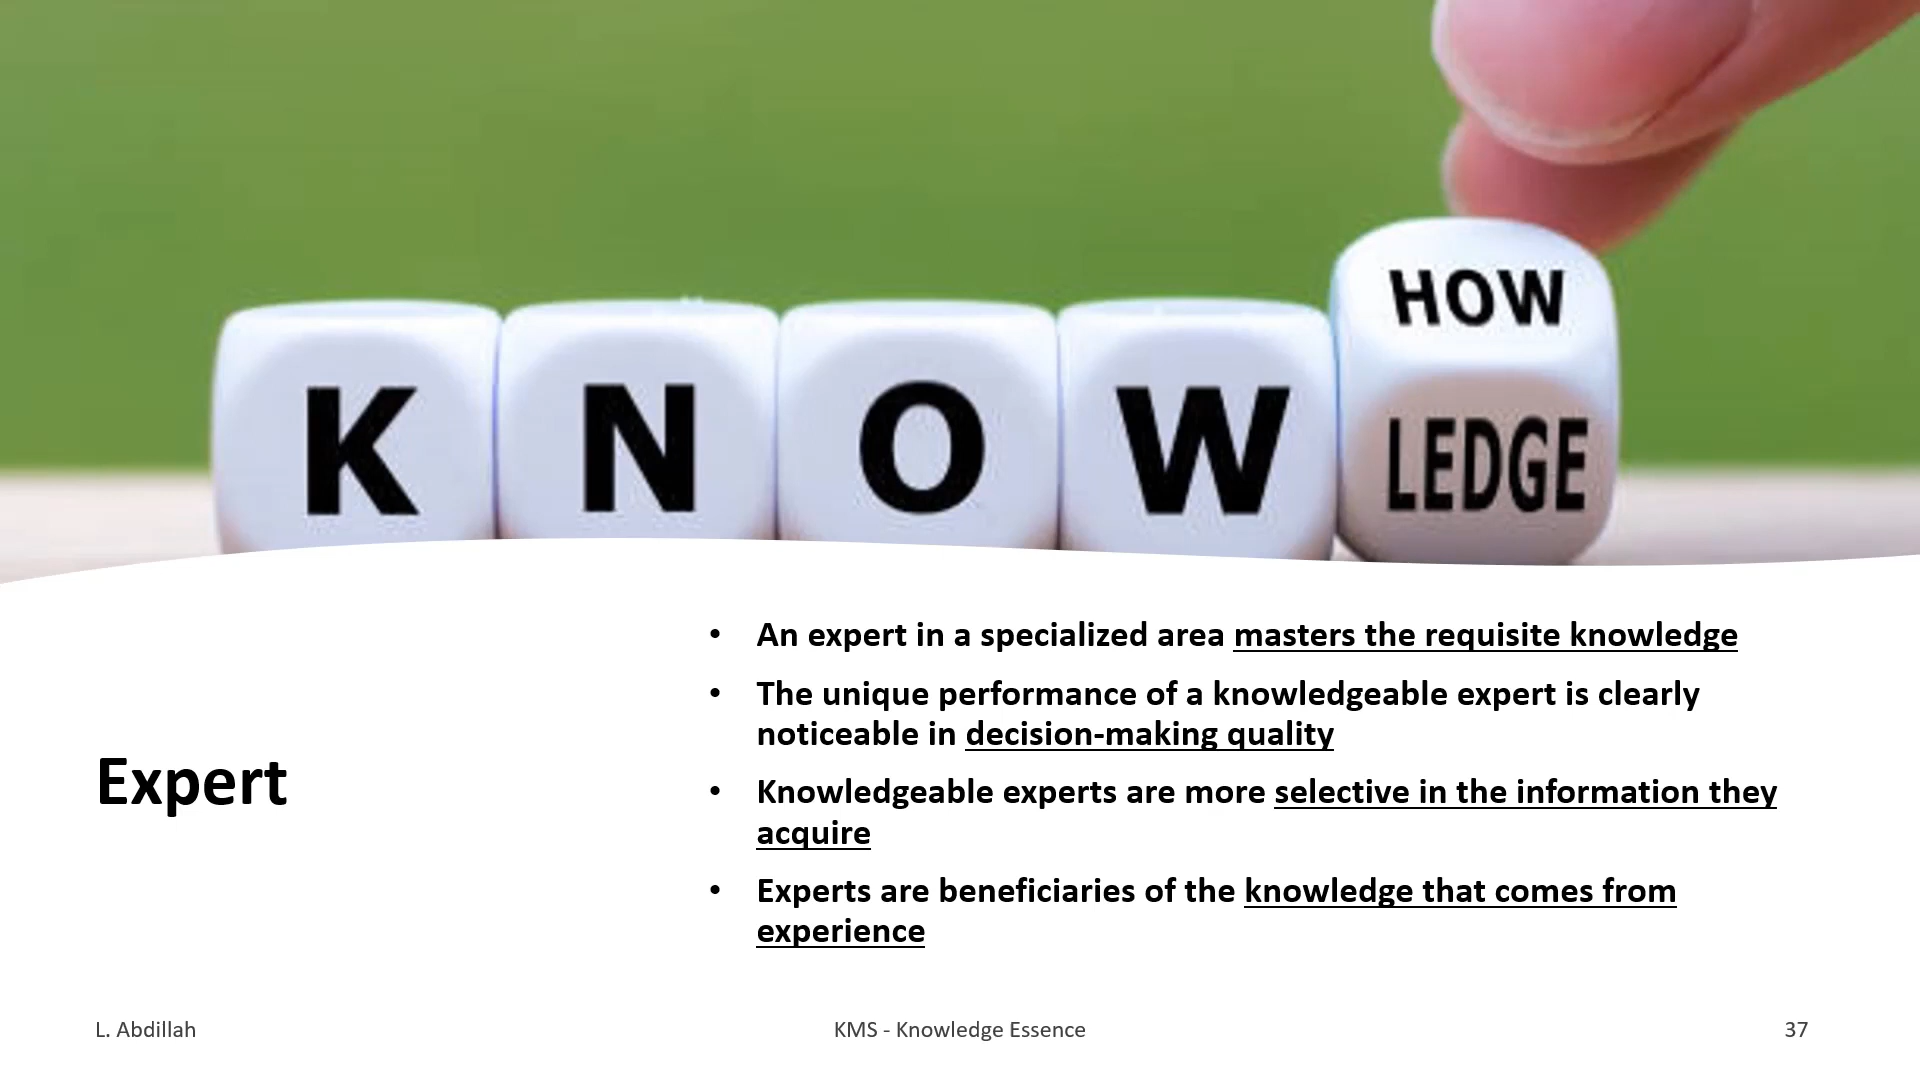 KNOW
HOW
LEDGE
Expert
• An expert in a specialized area masters the requisite knowledge
• The unique performance of a knowledgeable expert is clearly
noticeable in decision-making quality
• Knowledgeable experts are more selective in the information they
acquire
• Experts are beneficiaries of the knowledge that comes from
experience
L. Abdillah
KMS - Knowledge Essence
37